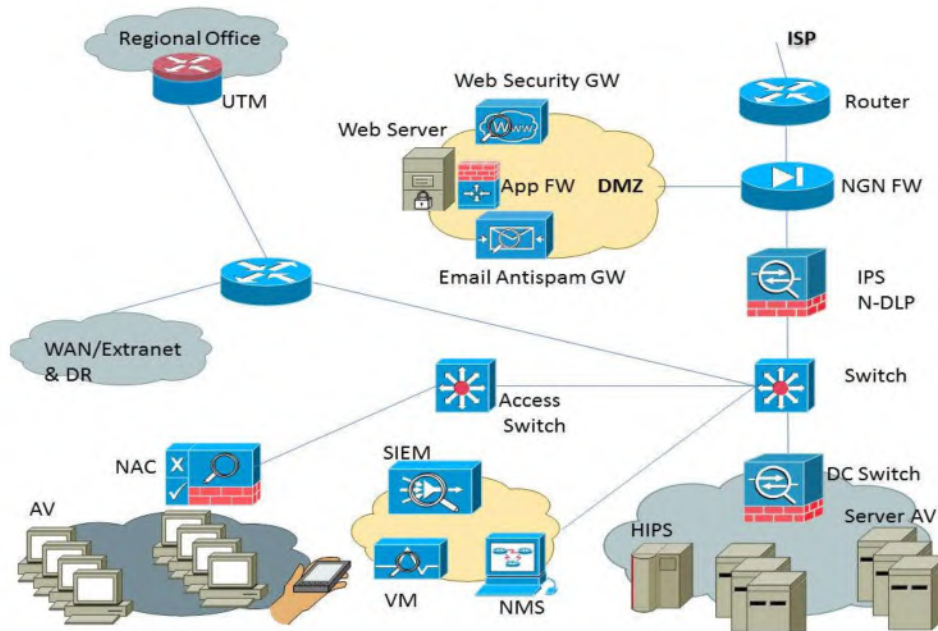 Regional Office
UTM
ISP
Web Security GW
Router
Web Server
www
App FW
DMZ
NGN FW
Email Antispam GW
IPS
N-DLP
WAN/Extranet
& DR
Access
Switch
Switch
NAC
X
SIEM
DC Switch
AV
HIPS
Server AV
VM
NMS